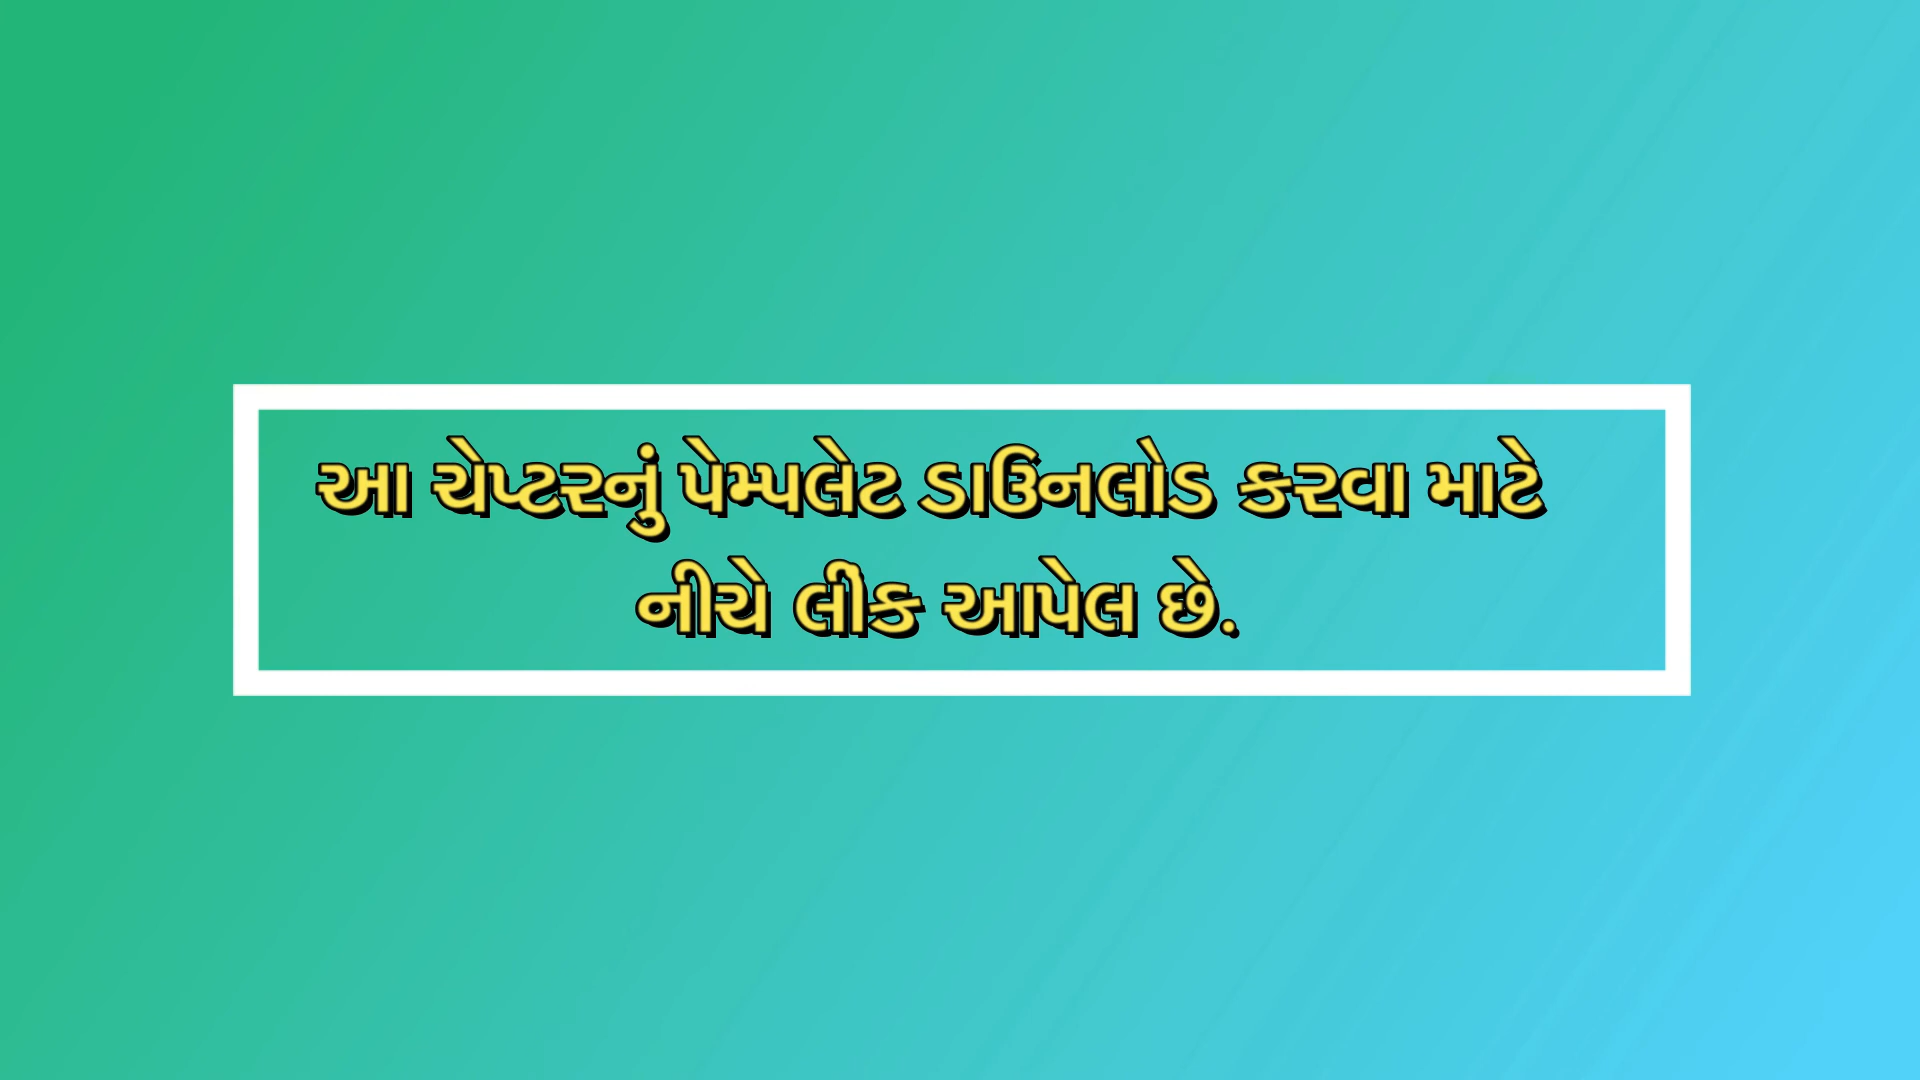 આ ચેપ્ટરનું પેમ્પલેટ ડાઉનલોડ કરવા માટે
નીચે લીંક આપેલ છે.